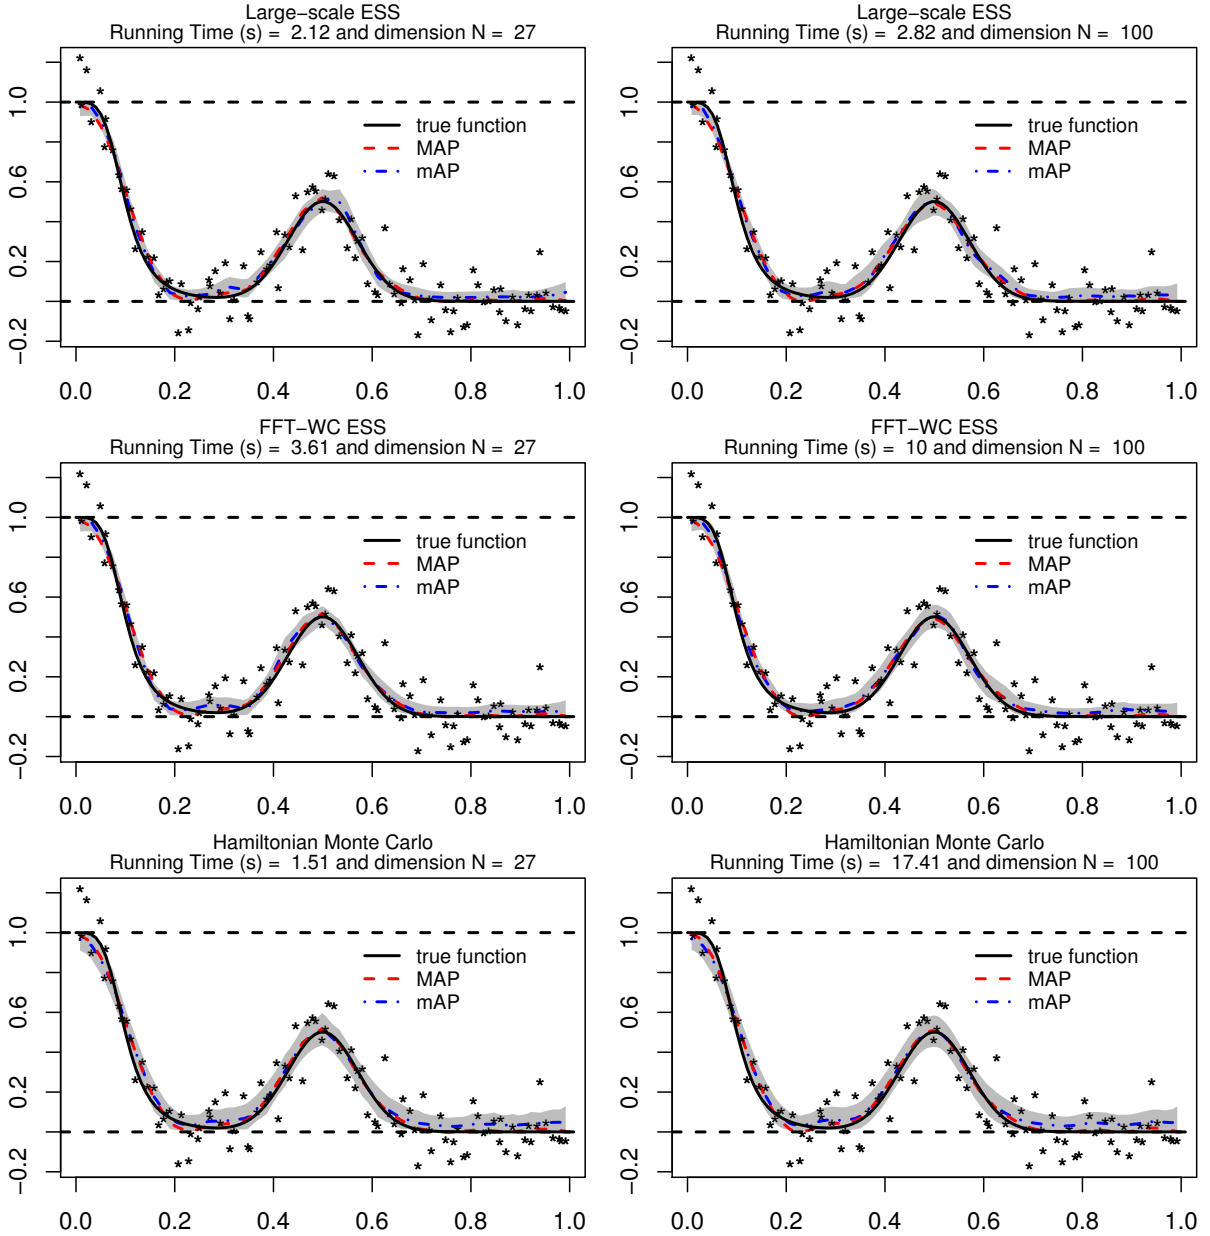 Large−scale ESS
Running Time (s) = 2.12 and dimension N = 27
1.0
0.6
0.2
−0.2
true function
MAP
mAP
0.0 0.2 0.4 0.6 0.8 1.0
Large−scale ESS
Running Time (s) = 2.82 and dimension N = 100
1.0
0.6
0.2
−0.2
true function
MAP
mAP
0.0 0.2 0.4 0.6 0.8 1.0
FFT−WC ESS
Running Time (s) = 3.61 and dimension N = 27
1.0
0.6
0.2
−0.2
true function
MAP
mAP
0.0 0.2 0.4 0.6 0.8 1.0
FFT−WC ESS
Running Time (s) = 10 and dimension N = 100
1.0
0.6
0.2
−0.2
true function
MAP
mAP
0.0 0.2 0.4 0.6 0.8 1.0
Hamiltonian Monte Carlo
Running Time (s) = 1.51 and dimension N = 27
1.0
0.6
0.2
−0.2
true function
MAP
mAP
0.0 0.2 0.4 0.6 0.8 1.0
Hamiltonian Monte Carlo
Running Time (s) = 17.41 and dimension N = 100
1.0
0.6
0.2
−0.2
true function
MAP
mAP
0.0 0.2 0.4 0.6 0.8 1.0